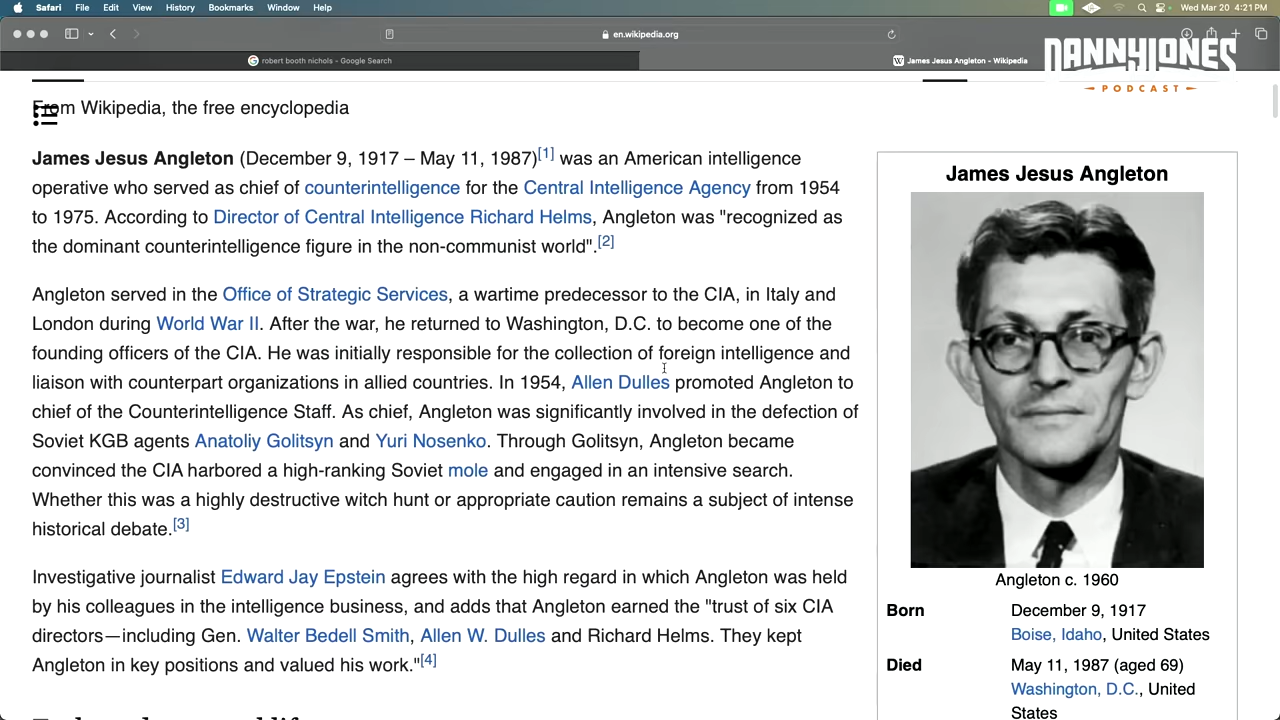 Safari File Edit View History Bookmarks Window Help
Wed Mar 20 4:21 PM
en.wikipedia.org
robert booth nichols - Google Search
James Jesus Angleton - Wikipedia
DANNY JONES
PODCAST
From Wikipedia, the free encyclopedia
James Jesus Angleton (December 9, 1917 – May 11, 1987)[1] was an American intelligence
operative who served as chief of counterintelligence for the Central Intelligence Agency from 1954
to 1975. According to Director of Central Intelligence Richard Helms, Angleton was "recognized as
the dominant counterintelligence figure in the non-communist world".[2]
Angleton served in the Office of Strategic Services, a wartime predecessor to the CIA, in Italy and
London during World War II. After the war, he returned to Washington, D.C. to become one of the
founding officers of the CIA. He was initially responsible for the collection of foreign intelligence and
liaison with counterpart organizations in allied countries. In 1954, Allen Dulles promoted Angleton to
chief of the Counterintelligence Staff. As chief, Angleton was significantly involved in the defection of
Soviet KGB agents Anatoliy Golitsyn and Yuri Nosenko. Through Golitsyn, Angleton became
convinced the CIA harbored a high-ranking Soviet mole and engaged in an intensive search.
Whether this was a highly destructive witch hunt or appropriate caution remains a subject of intense
historical debate.[3]
Investigative journalist Edward Jay Epstein agrees with the high regard in which Angleton was held
by his colleagues in the intelligence business, and adds that Angleton earned the "trust of six CIA
directors—including Gen. Walter Bedell Smith, Allen W. Dulles and Richard Helms. They kept
Angleton in key positions and valued his work."[4]
James Jesus Angleton
Angleton c. 1960
Born December 9, 1917
Boise, Idaho, United States
Died May 11, 1987 (aged 69)
Washington, D.C., United
States